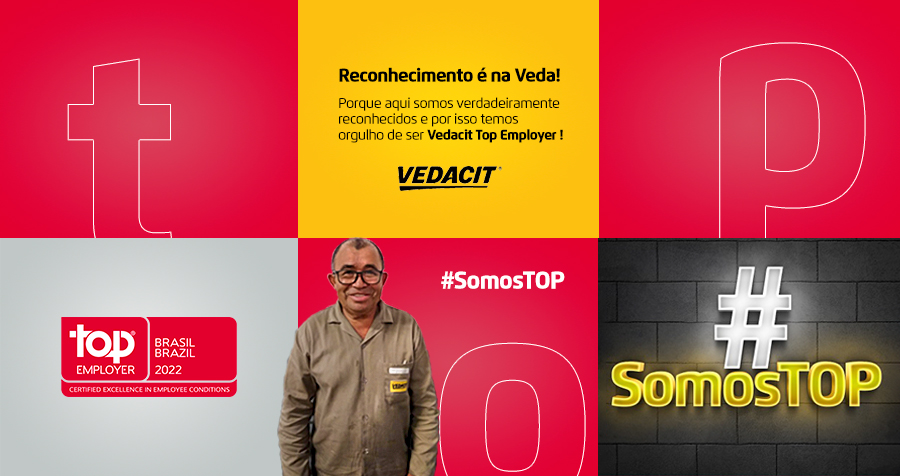 t
Reconhecimento é na Veda!
Porque aqui somos verdadeiramente
reconhecidos e por isso temos
orgulho de ser Vedacit Top Employer !
VEDACIT®
p
top®
EMPLOYER
BRASIL
BRAZIL
2022
CERTIFIED EXCELLENCE IN EMPLOYEE CONDITIONS
#SomosTOP
VEDACIT
o
#
SomosTOP